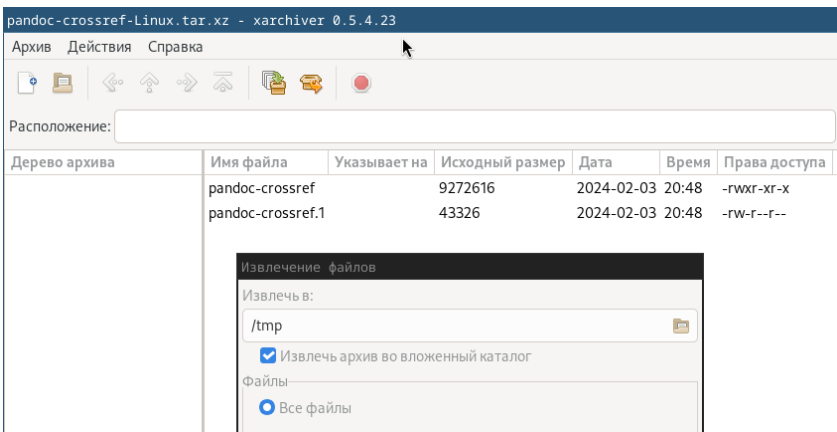 pandoc-crossref-Linux.tar.xz - xarchiver 0.5.4.23
Архив Действия Справка
Расположение:
Дерево архива Имя файла Указывает на Исходный размер Дата Время Права доступа
pandoc-crossref 9272616 2024-02-03 20:48 -rwxr-xr-x
pandoc-crossref.1 43326 2024-02-03 20:48 -rw-r--r--
Извлечение файлов
Извлечь в:
/tmp
Извлечь архив во вложенный каталог
Файлы
Все файлы